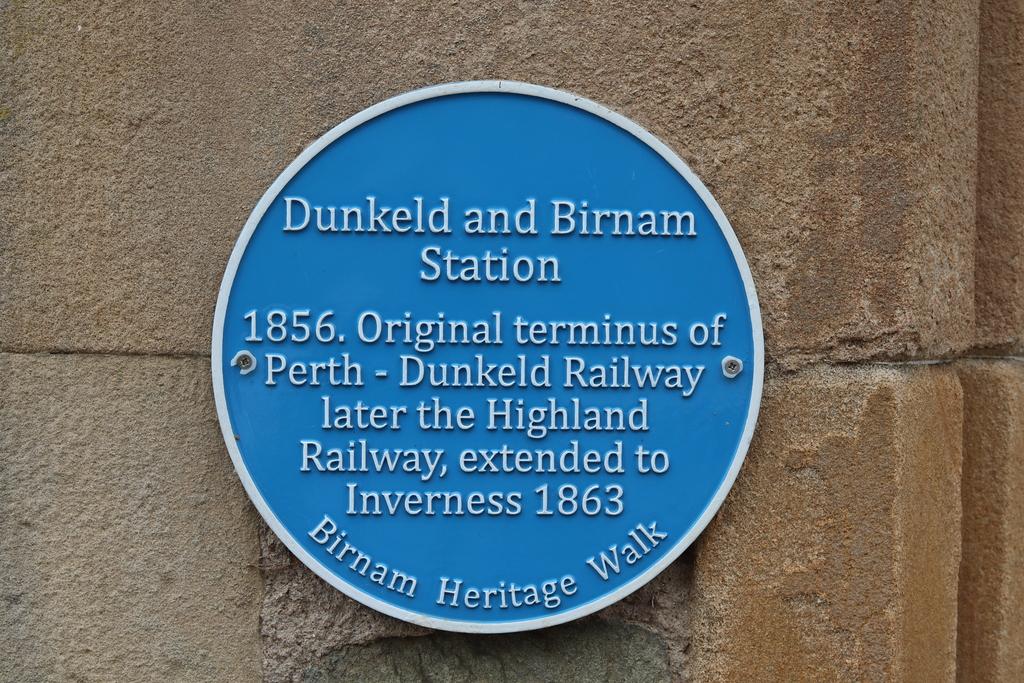 Dunkeld and Birnam
Station
1856. Original terminus of
Perth - Dunkeld Railway
later the Highland
Railway, extended to
Inverness 1863
Birnam Heritage Walk